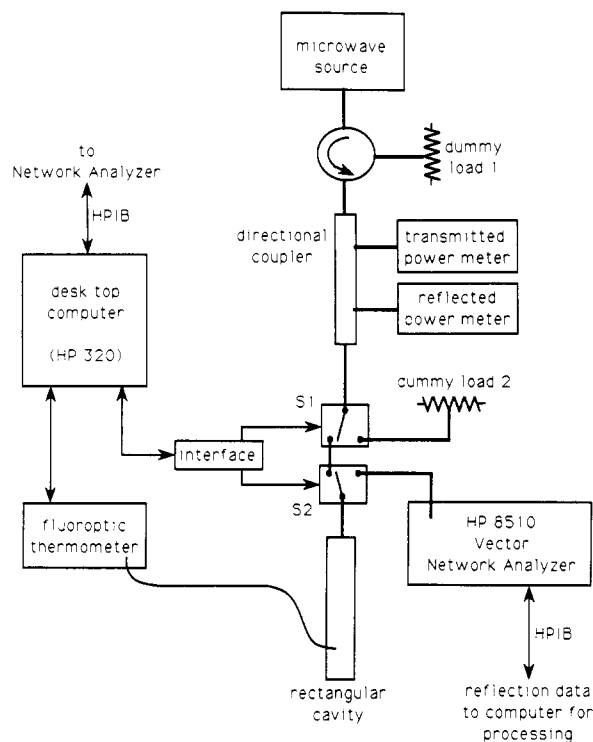 microwave
source
to
Network Analyzer
HPIB
dummy
load 1
directional
coupler
transmitted
power meter
reflected
power meter
desk top
computer
(HP 320)
dummy load 2
S1
interface
S2
fluoroptic
thermometer
HP 8510
Vector
Network Analyzer
HPIB
rectangular
cavity
reflection data
to computer for
processing